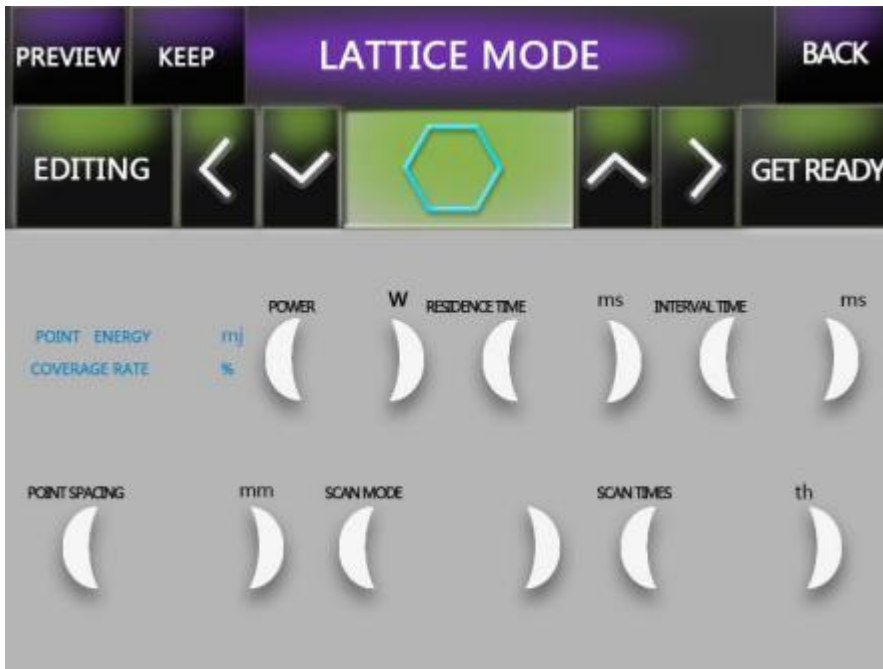 PREVIEW KEEP LATTICE MODE BACK
EDITING GET READY
POWER W RESIDENCE TIME ms INTERVAL TIME ms
POINT ENERGY mj
COVERAGE RATE %
POINT SPACING mm SCAN MODE SCAN TIMES th